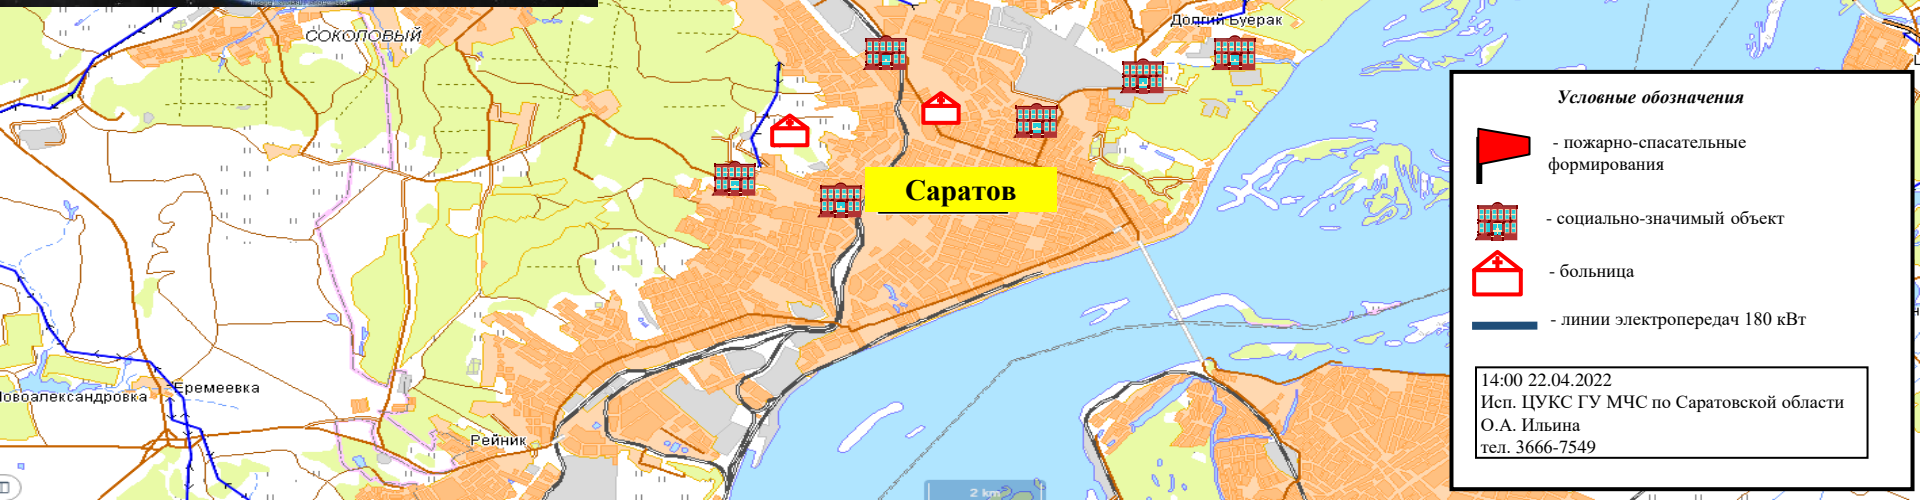 СОКОЛОВЫЙ
Долгий Буерак
Саратов
Еремеевка
Новоалександровка
Рейник
2 km
Условные обозначения
- пожарно-спасательные
формирования
- социально-значимый объект
- больница
- линии электропередач 180 кВт
14:00 22.04.2022
Исп. ЦУКС ГУ МЧС по Саратовской области
О.А. Ильина
тел. 3666-7549